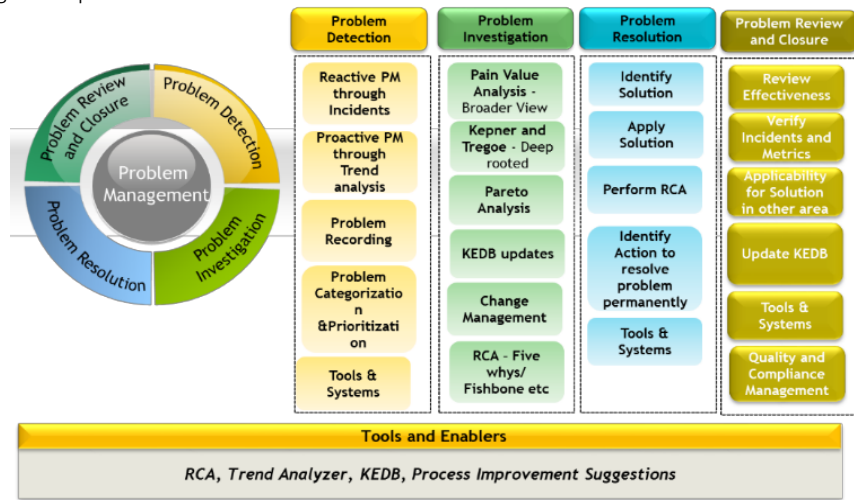 Problem Review
and Closure
Problem Detection
Problem
Management
Problem Resolution
Problem
Investigation
Problem
Detection
Reactive PM
through
Incidents
Proactive PM
through
Trend
analysis
Problem
Recording
Problem
Categorizatio
n
&Prioritizati
on
Tools &
Systems
Problem
Investigation
Pain Value
Analysis -
Broader View
Kepner and
Tregoe - Deep
rooted
Pareto
Analysis
KEDB updates
Change
Management
RCA - Five
whys/
Fishbone etc
Problem
Resolution
Identify
Solution
Apply
Solution
Perform RCA
Identify
Action to
resolve
problem
permanently
Tools &
Systems
Problem Review
and Closure
Review
Effectiveness
Verify
Incidents and
Metrics
Applicability
for Solution
in other area
Update KEDB
Tools &
Systems
Quality and
Compliance
Management
Tools and Enablers
RCA, Trend Analyzer, KEDB, Process Improvement Suggestions